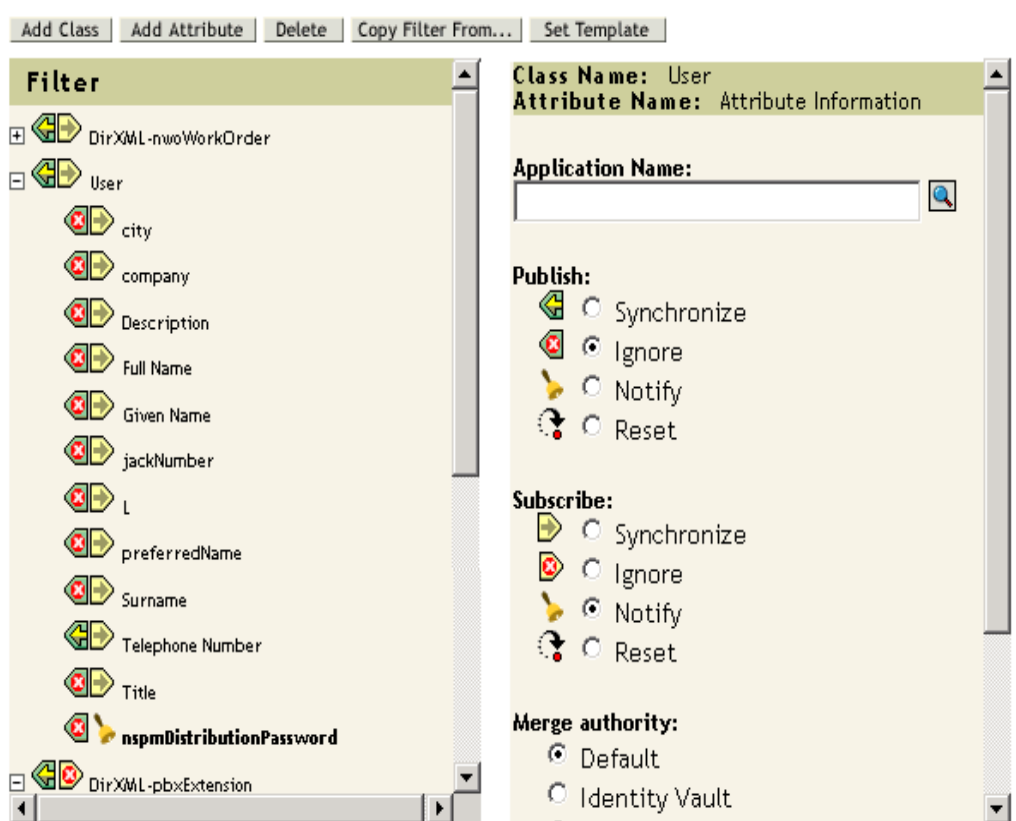 Add Class Add Attribute Delete Copy Filter From... Set Template
Filter
DirXML-nwoWorkOrder
User
city
company
Description
Full Name
Given Name
jackNumber
L
preferredName
Surname
Telephone Number
Title
nspmDistributionPassword
DirXML-pbxExtension
Class Name: User
Attribute Name: Attribute Information
Application Name:
Publish:
Synchronize
Ignore
Notify
Reset
Subscribe:
Synchronize
Ignore
Notify
Reset
Merge authority:
Default
Identity Vault